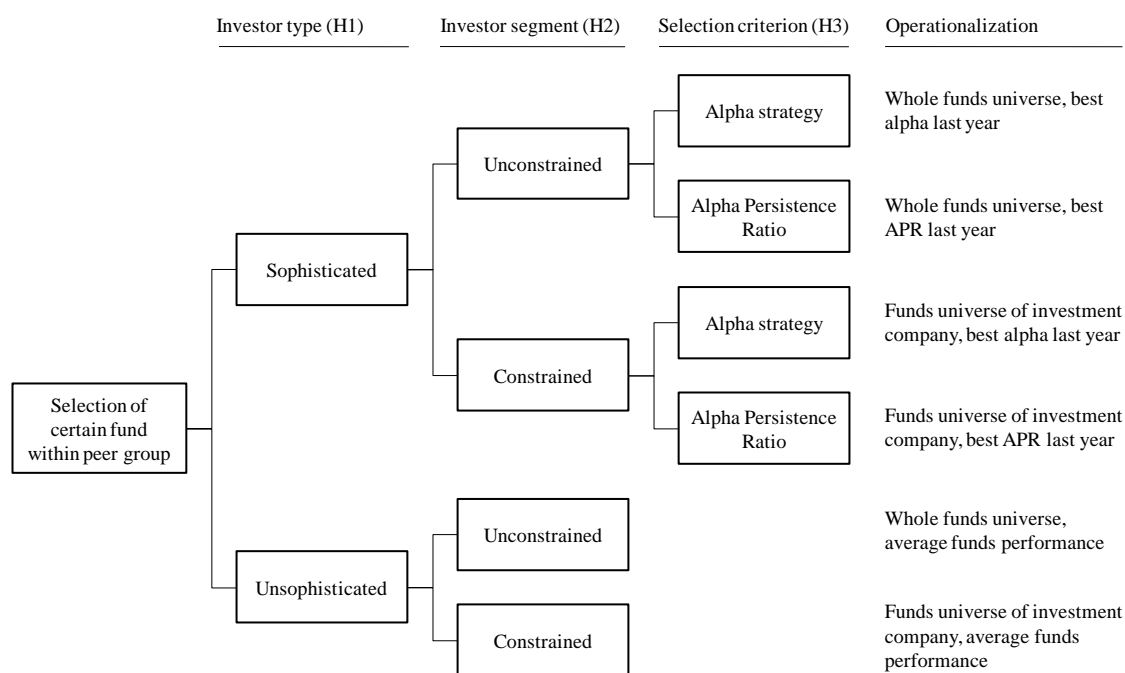 Investor type (H1)
Investor segment (H2)
Selection criterion (H3)
Operationalization
Alpha strategy
Whole funds universe, best
alpha last year
Unconstrained
Alpha Persistence
Ratio
Whole funds universe, best
APR last year
Sophisticated
Alpha strategy
Funds universe of investment
company, best alpha last year
Constrained
Alpha Persistence
Ratio
Funds universe of investment
company, best APR last year
Selection of
certain fund
within peer group
Unconstrained
Whole funds universe,
average funds performance
Unsophisticated
Constrained
Funds universe of investment
company, average funds
performance